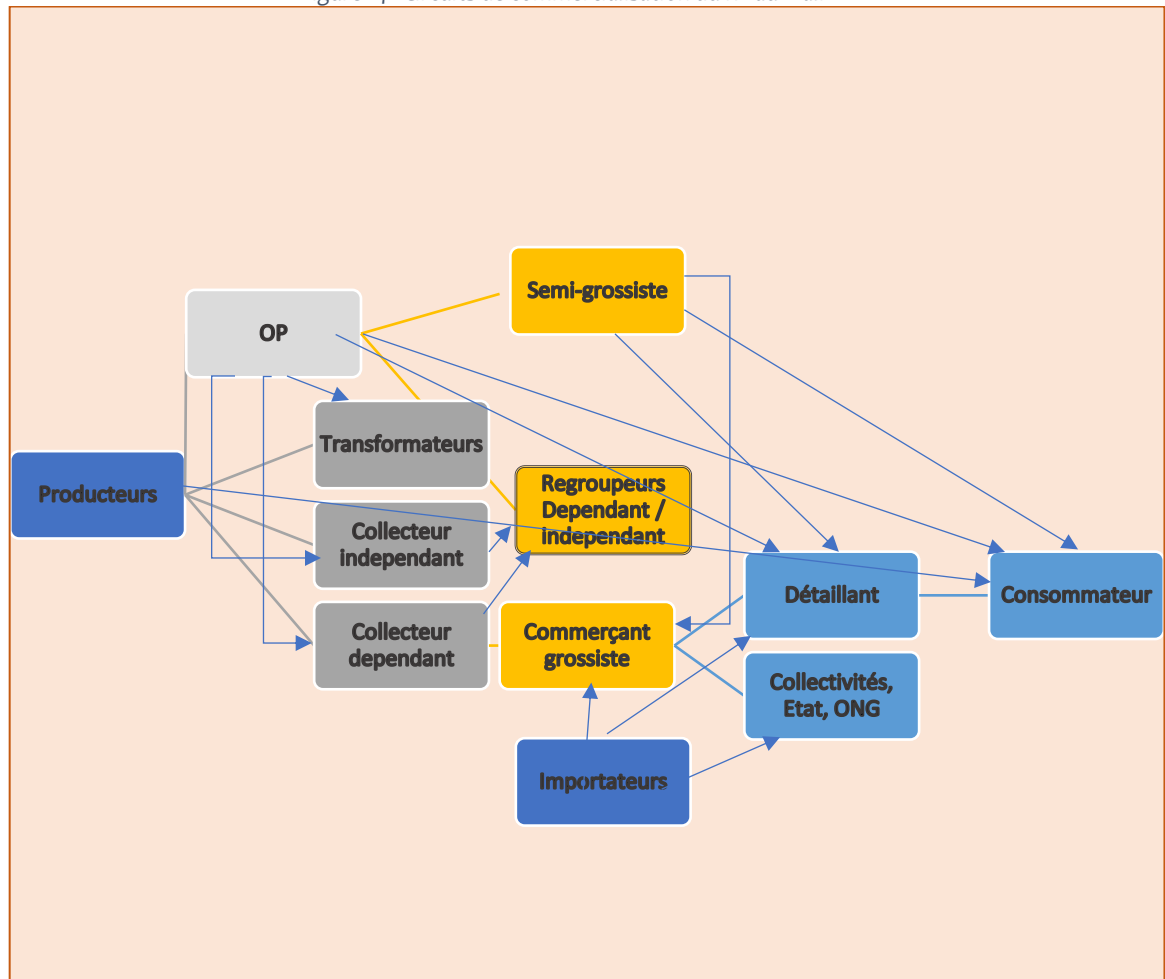 Semi-grossiste
OP
Transformateurs
Producteurs
Regroupeurs
Dependant /
independant
Collecteur
independant
Détaillant
Consommateur
Collecteur
dependant
Commerçant
grossiste
Collectivités,
Etat, ONG
Importateurs